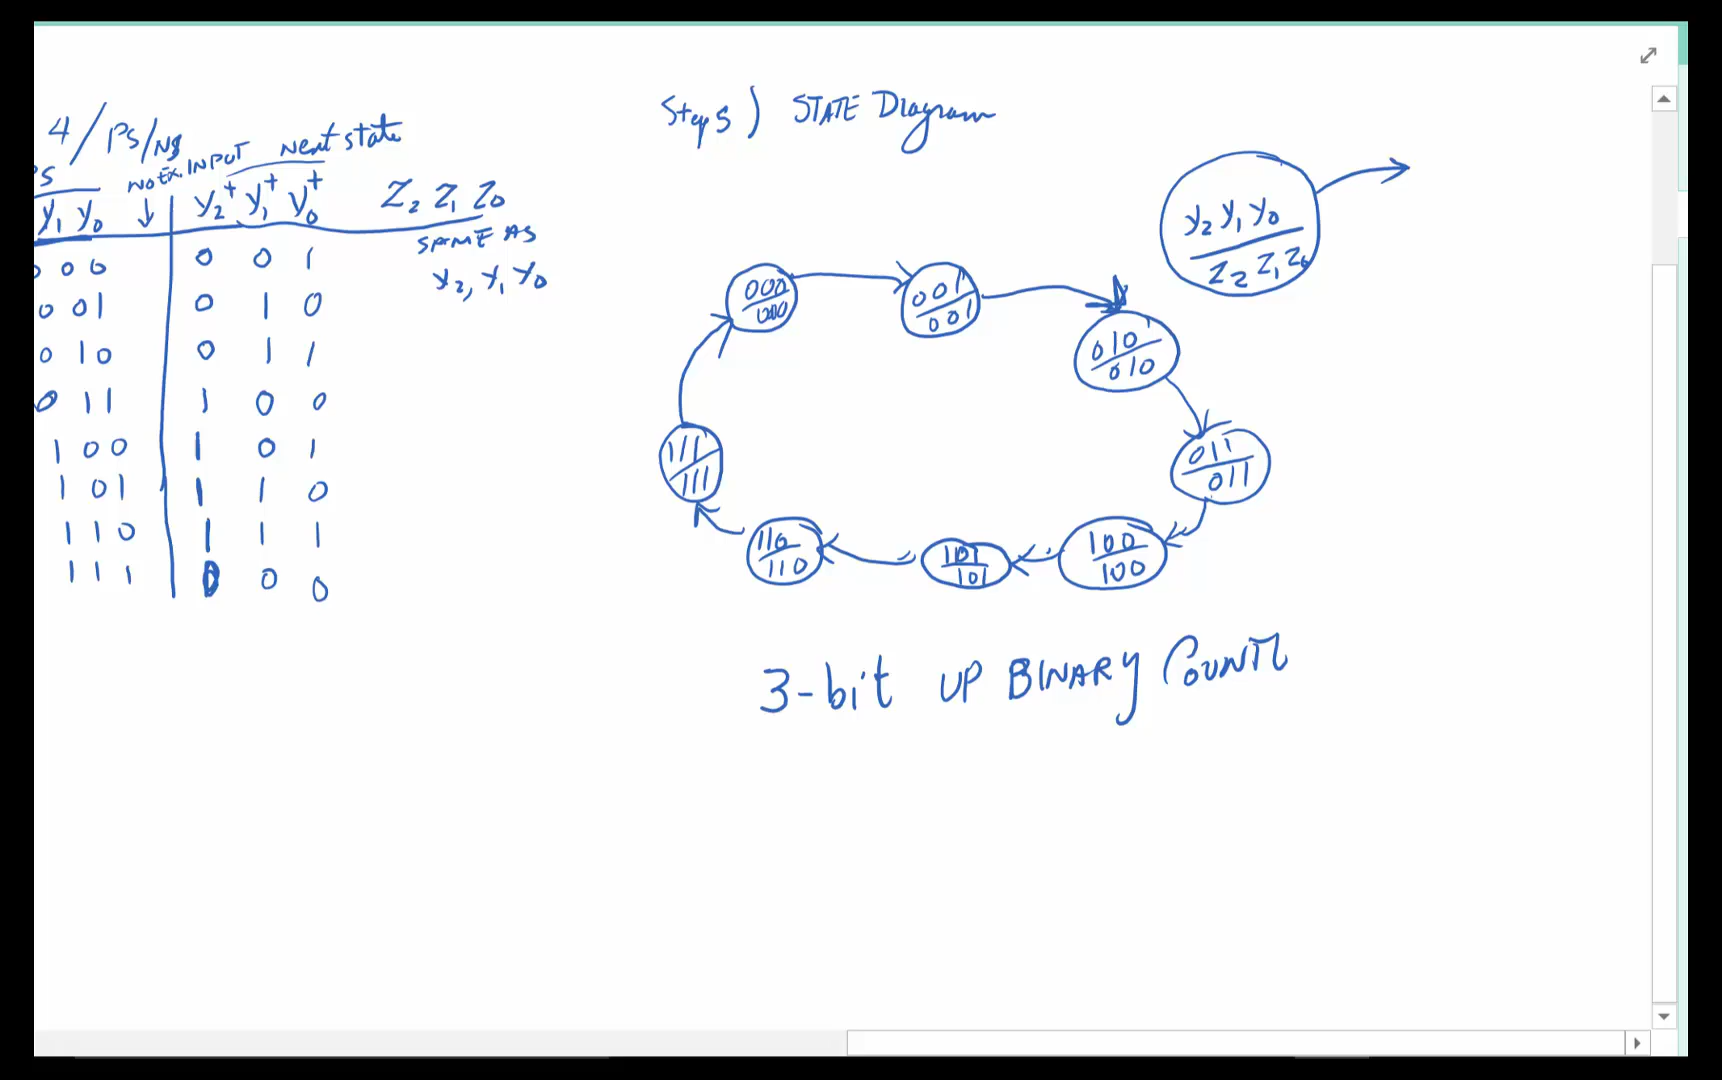 4/PS/NS
NO EX. INPUT
Next state
PS
y1 y0
y2+ y1+ y0+
Z2 Z1 Z0
SAME AS
y2, y1 y0
0 0 0 0 0 1
0 0 1 0 1 0
0 1 0 0 1 1
0 1 1 1 0 0
1 0 0 1 0 1
1 0 1 1 1 0
1 1 0 1 1 1
1 1 1 0 0 0
Step 5) STATE Diagram
y2 y1 y0
Z2 Z1 Z0
000
000
001
001
010
010
011
011
100
100
101
101
110
110
111
111
3-bit UP BINARY